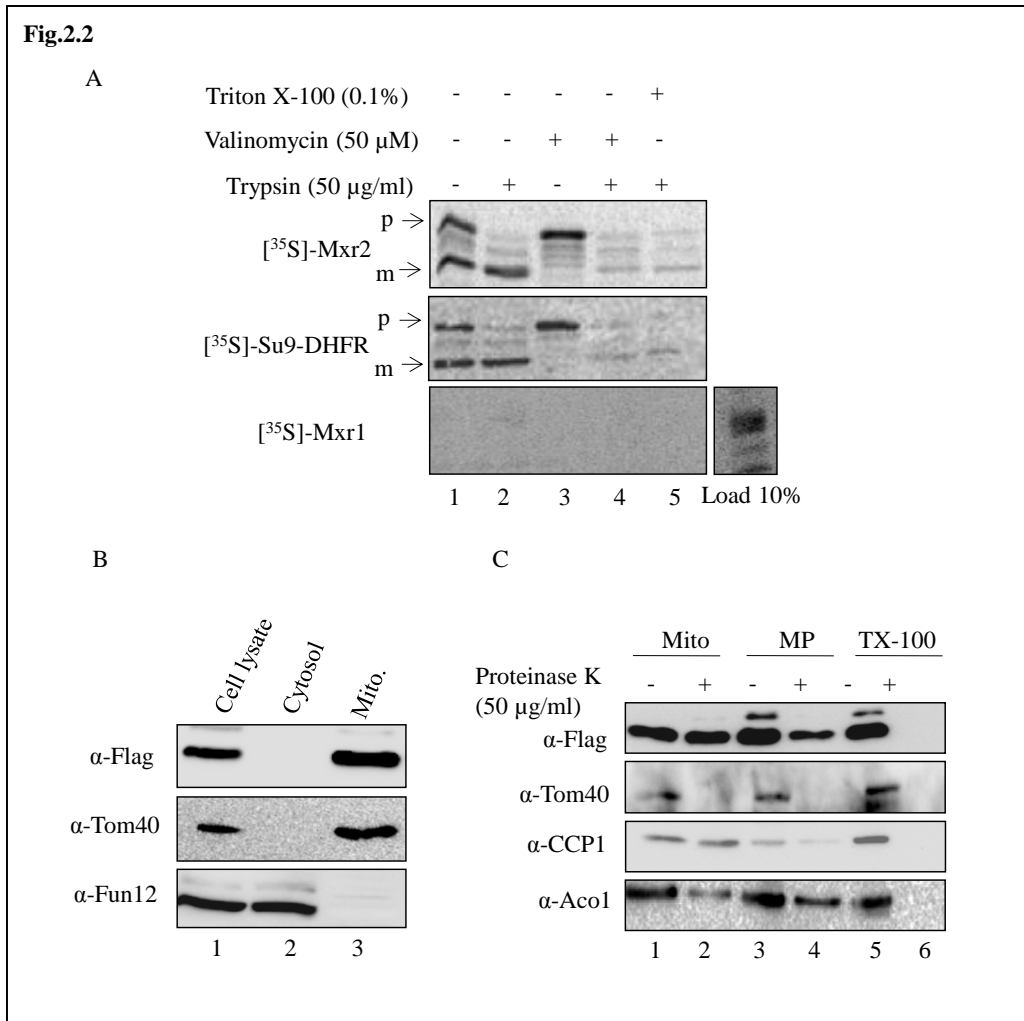 Fig.2.2
A
Triton X-100 (0.1%) - - - - +
Valinomycin (50 µM) - - + + -
Trypsin (50 µg/ml) - + - + +
p →
[³⁵S]-Mxr2
m →
p →
[³⁵S]-Su9-DHFR
m →
[³⁵S]-Mxr1
1 2 3 4 5 Load 10%
B
Cell lysate Cytosol Mito.
α-Flag
α-Tom40
α-Fun12
1 2 3
C
Mito MP TX-100
Proteinase K
(50 µg/ml) - + - + - +
α-Flag
α-Tom40
α-CCP1
α-Aco1
1 2 3 4 5 6